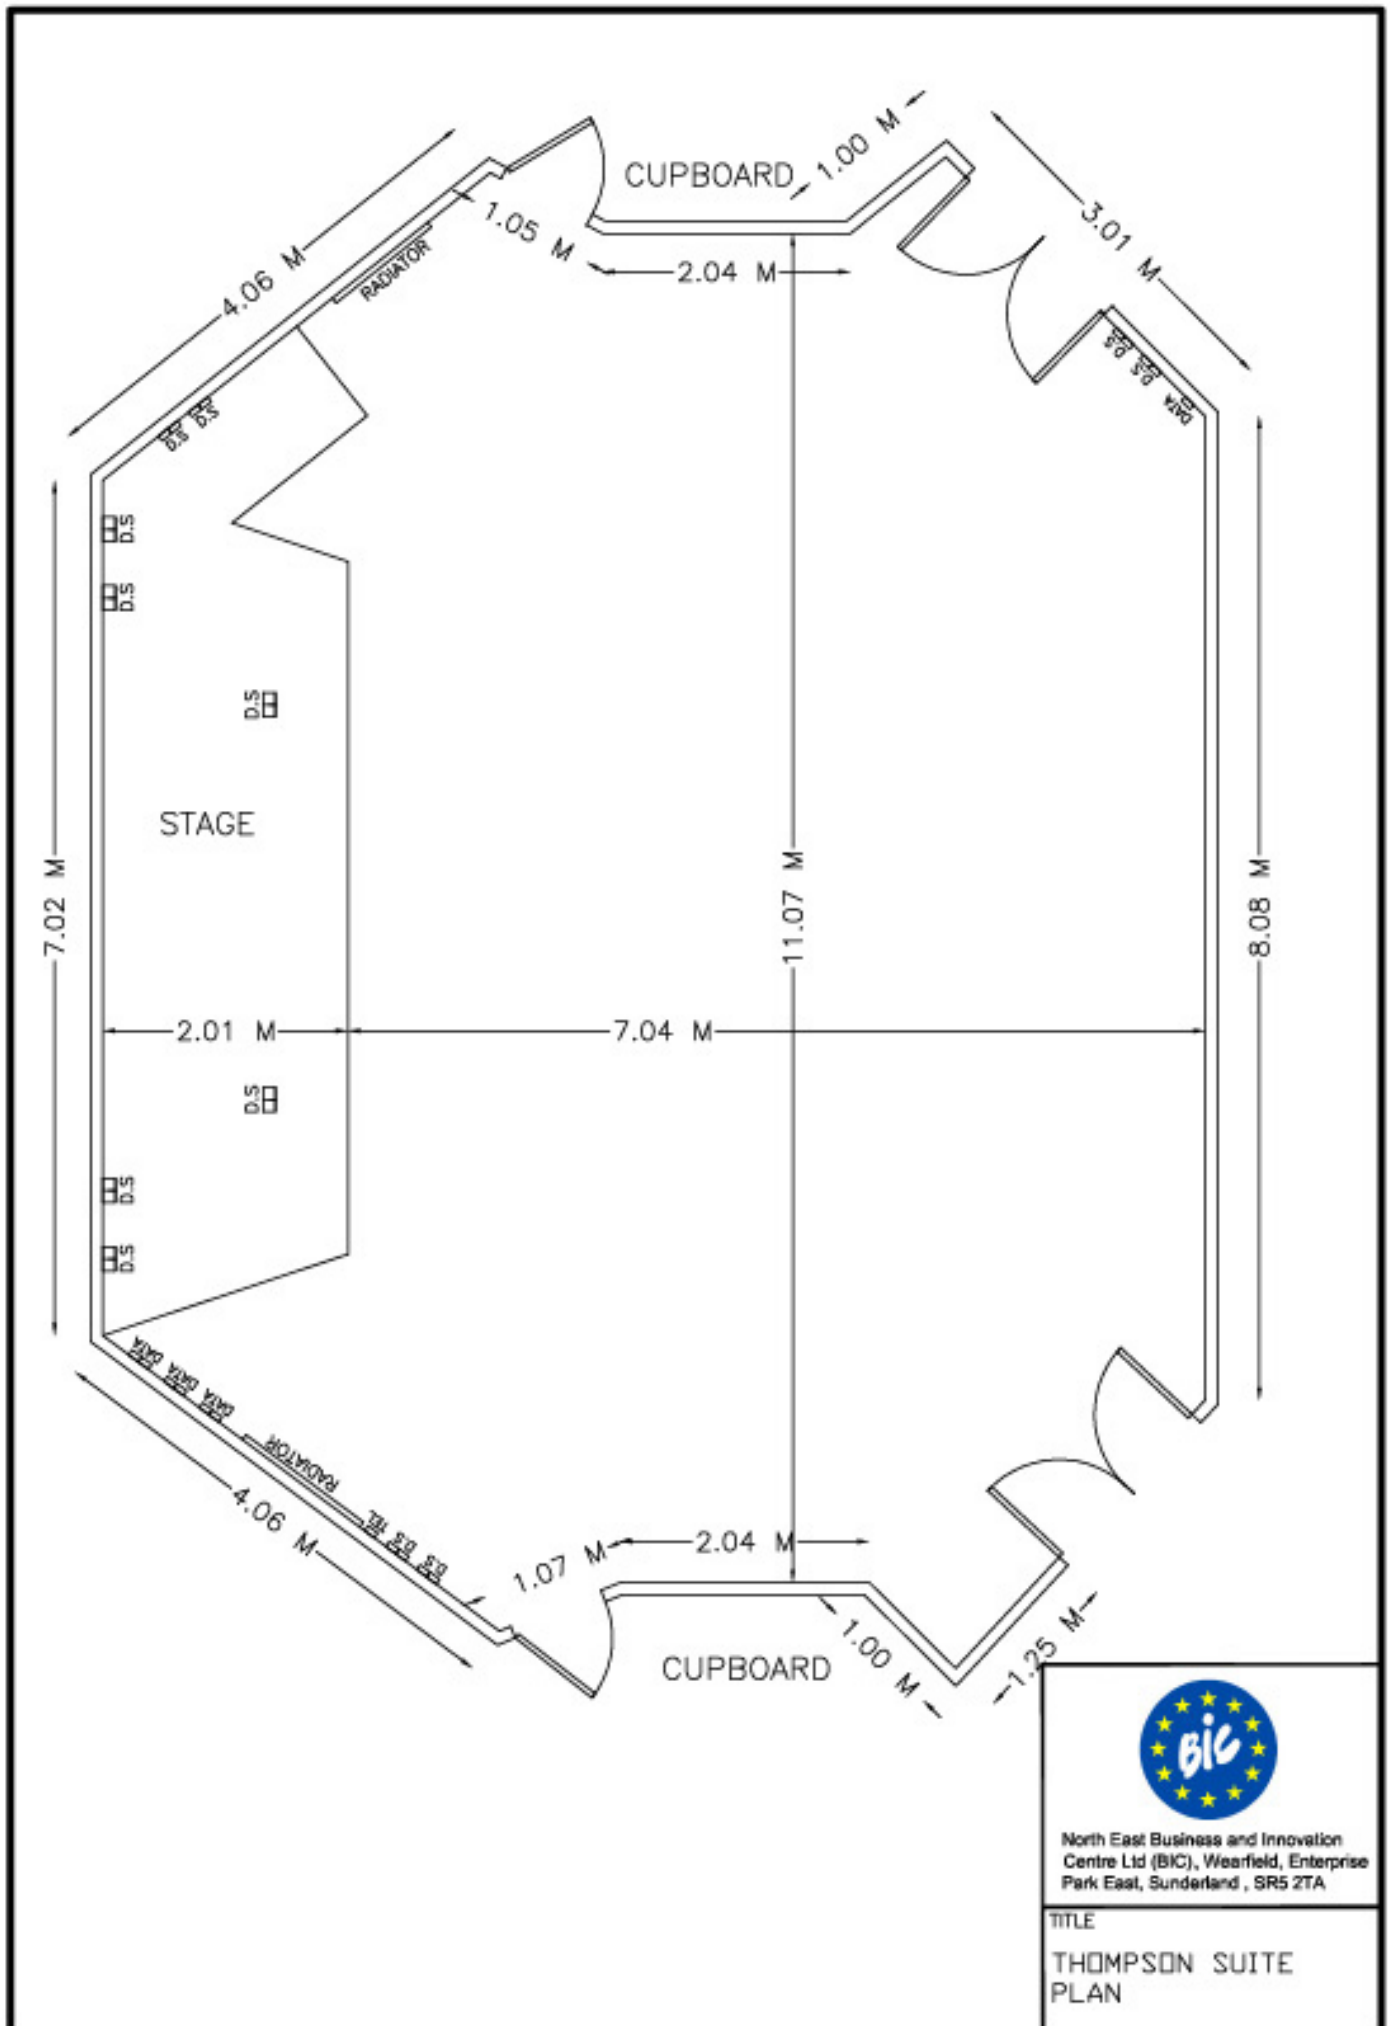 CUPBOARD
1.00 M
3.01 M
1.05 M
4.06 M
RADIATOR
2.04 M
D.S
D.S
DATA
D.S
D.S
D.S
D.S
D.S
STAGE
7.02 M
11.07 M
8.08 M
2.01 M
7.04 M
D.S
D.S
D.S
DATA
DATA
DATA
RADIATOR
4.06 M
TEL
D.S
D.S
1.07 M
2.04 M
1.00 M
1.25 M
CUPBOARD
BiC
North East Business and Innovation
Centre Ltd (BIC), Wearfield, Enterprise
Park East, Sunderland , SR5 2TA
TITLE
THOMPSON SUITE
PLAN